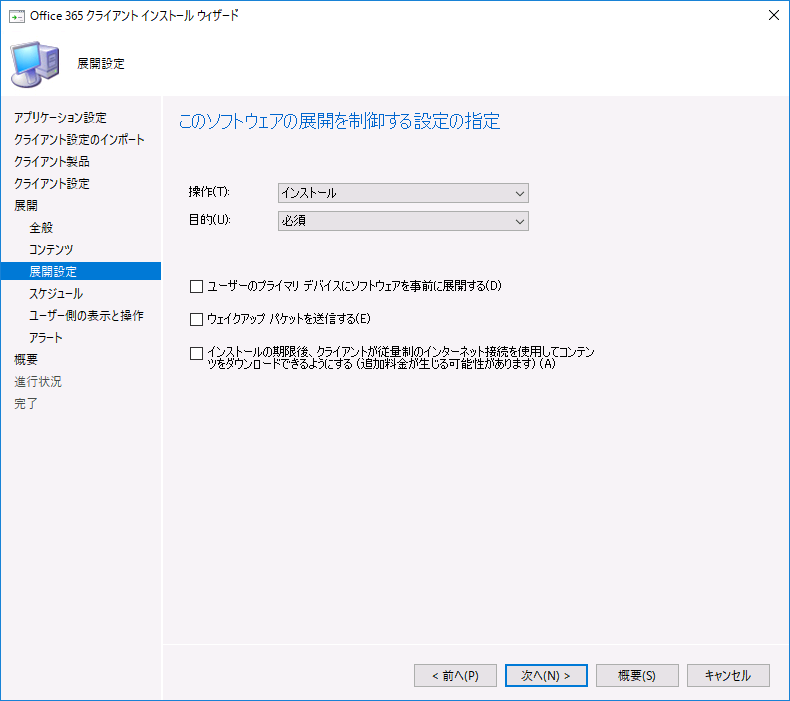 Office 365 クライアント インストール ウィザード
展開設定
アプリケーション設定
クライアント設定のインポート
クライアント製品
クライアント設定
展開
全般
コンテンツ
展開設定
スケジュール
ユーザー側の表示と操作
アラート
概要
進行状況
完了
このソフトウェアの展開を制御する設定の指定
操作(T):
インストール
目的(U):
必須
ユーザーのプライマリ デバイスにソフトウェアを事前に展開する(D)
ウェイクアップ パケットを送信する(E)
インストールの期限後、クライアントが従量制のインターネット接続を使用してコンテン
ツをダウンロードできるようにする (追加料金が生じる可能性があります) (A)
< 前へ(P)
次へ(N) >
概要(S)
キャンセル